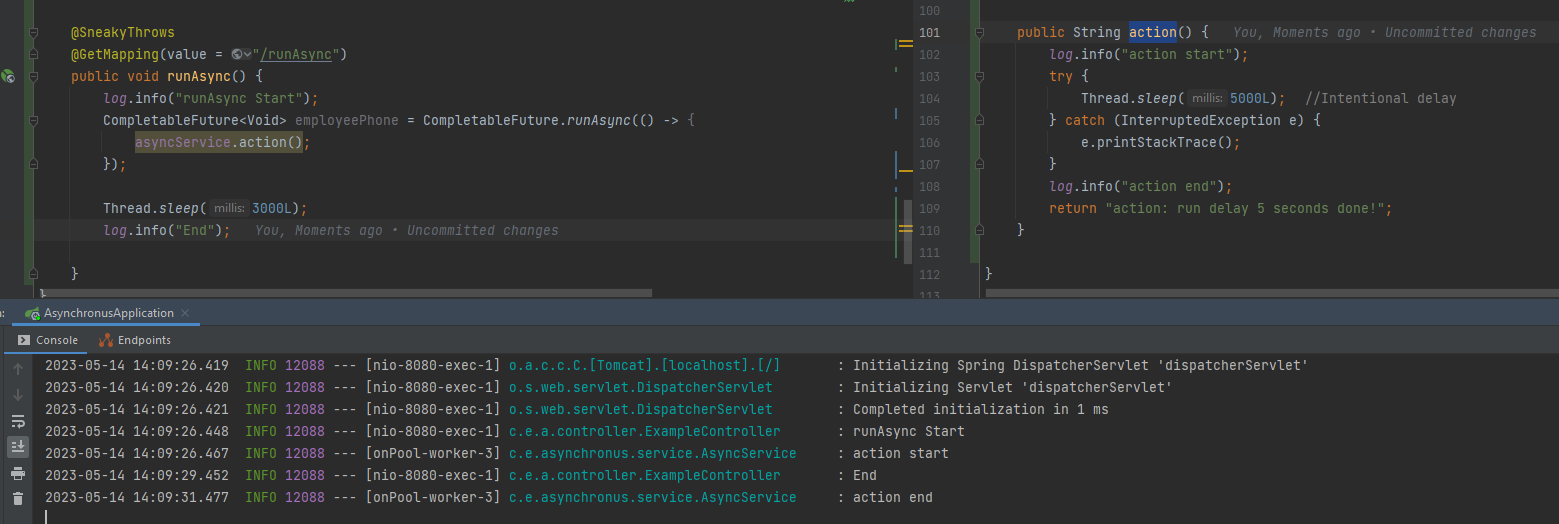 @SneakyThrows
@GetMapping(value = "/runAsync")
public void runAsync() {
log.info("runAsync Start");
CompletableFuture<Void> employeePhone = CompletableFuture.runAsync(() -> {
asyncService.action();
});
Thread.sleep( millis: 3000L);
log.info("End"); You, Moments ago • Uncommitted changes
}
}
100
101 public String action() { You, Moments ago • Uncommitted changes
102 log.info("action start");
103 try {
104 Thread.sleep( millis: 5000L); //Intentional delay
105 } catch (InterruptedException e) {
106 e.printStackTrace();
107 }
108 log.info("action end");
109 return "action: run delay 5 seconds done!";
110 }
111
112 }
113
AsynchronusApplication
Console Endpoints
2023-05-14 14:09:26.419 INFO 12088 --- [nio-8080-exec-1] o.a.c.c.C.[Tomcat].[localhost].[/] : Initializing Spring DispatcherServlet 'dispatcherServlet'
2023-05-14 14:09:26.420 INFO 12088 --- [nio-8080-exec-1] o.s.web.servlet.DispatcherServlet : Initializing Servlet 'dispatcherServlet'
2023-05-14 14:09:26.421 INFO 12088 --- [nio-8080-exec-1] o.s.web.servlet.DispatcherServlet : Completed initialization in 1 ms
2023-05-14 14:09:26.448 INFO 12088 --- [nio-8080-exec-1] c.e.a.controller.ExampleController : runAsync Start
2023-05-14 14:09:26.467 INFO 12088 --- [onPool-worker-3] c.e.asynchronus.service.AsyncService : action start
2023-05-14 14:09:29.452 INFO 12088 --- [nio-8080-exec-1] c.e.a.controller.ExampleController : End
2023-05-14 14:09:31.477 INFO 12088 --- [onPool-worker-3] c.e.asynchronus.service.AsyncService : action end